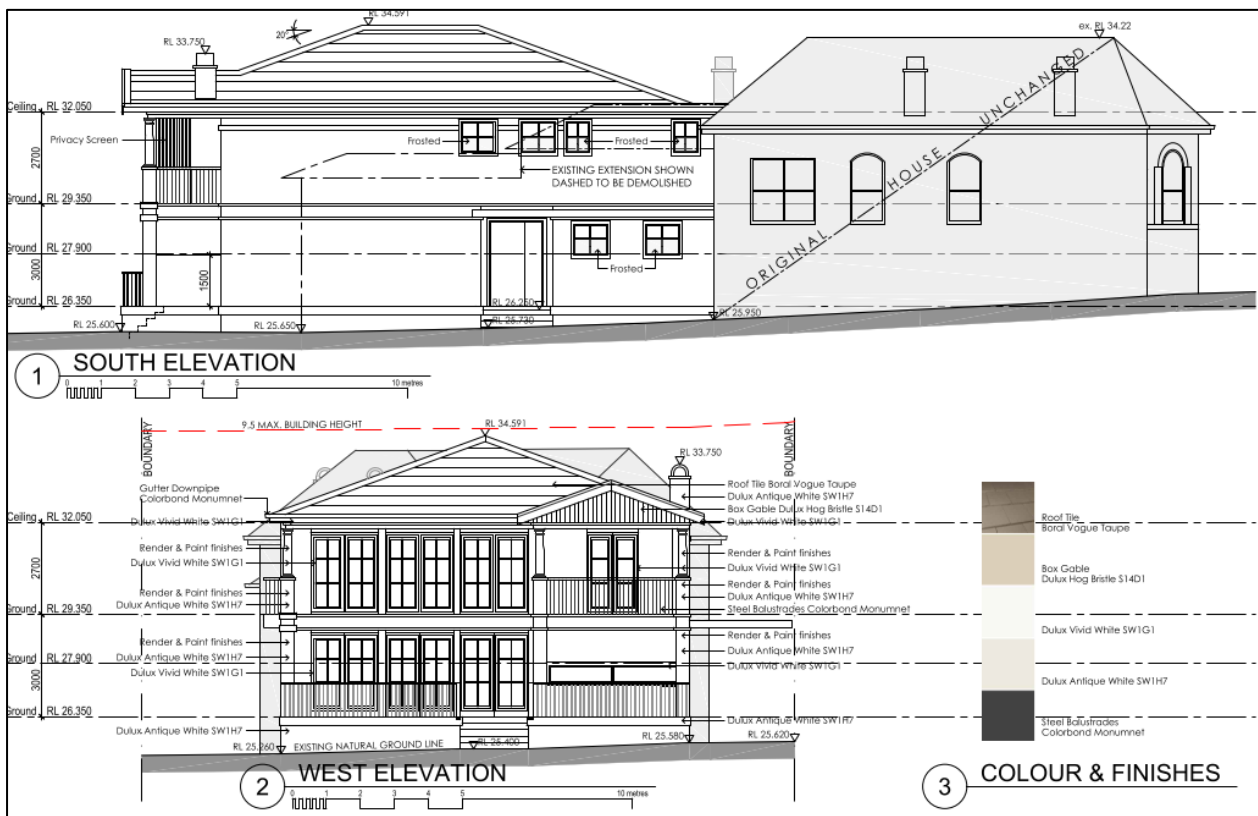 RL 34.591
20°
RL 33.750
ex. RL 34.22
Ceiling RL 32.050
Privacy Screen
Frosted
Frosted
2700
EXISTING EXTENSION SHOWN
DASHED TO BE DEMOLISHED
ORIGINAL HOUSE UNCHANGED
Ground RL 29.350
Ground RL 27.900
3000
1500
Frosted
Ground RL 26.350
RL 26.250
RL 25.600
RL 25.650
RL 25.730
RL 25.950
1 SOUTH ELEVATION
0 1 2 3 4 5 10 metres
BOUNDARY
9.5 MAX. BUILDING HEIGHT
RL 34.591
BOUNDARY
RL 33.750
Gutter Downpipe
Colorbond Monumnet
Roof Tile Boral Vogue Taupe
Dulux Antique White SW1H7
Box Gable Dulux Hog Bristle S14D1
Ceiling RL 32.050
Dulux Vivid White SW1G1
Dulux Vivid White SW1G1
2700
Render & Paint finishes
Dulux Vivid White SW1G1
Render & Paint finishes
Dulux Antique White SW1H7
Render & Paint finishes
Dulux Vivid White SW1G1
Render & Paint finishes
Dulux Antique White SW1H7
Steel Balustrades Colorbond Monumnet
Ground RL 29.350
Render & Paint finishes
Dulux Antique White SW1H7
Dulux Vivid White SW1G1
Render & Paint finishes
Dulux Antique White SW1H7
Dulux Vivid White SW1G1
Ground RL 27.900
3000
Ground RL 26.350
Dulux Antique White SW1H7
Dulux Antique White SW1H7
RL 25.260
EXISTING NATURAL GROUND LINE
RL 25.400
RL 25.580
RL 25.620
2 WEST ELEVATION
0 1 2 3 4 5 10 metres
Roof Tile
Boral Vogue Taupe
Box Gable
Dulux Hog Bristle S14D1
Dulux Vivid White SW1G1
Dulux Antique White SW1H7
Steel Balustrades
Colorbond Monumnet
3 COLOUR & FINISHES